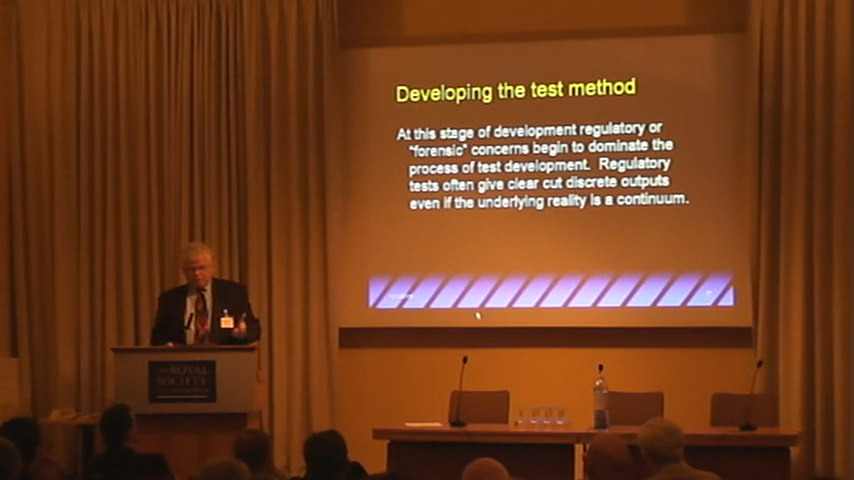 Developing the test method
At this stage of development regulatory or
"forensic" concerns begin to dominate the
process of test development. Regulatory
tests often give clear cut discrete outputs
even if the underlying reality is a continuum.
THE ROYAL
SOCIETY